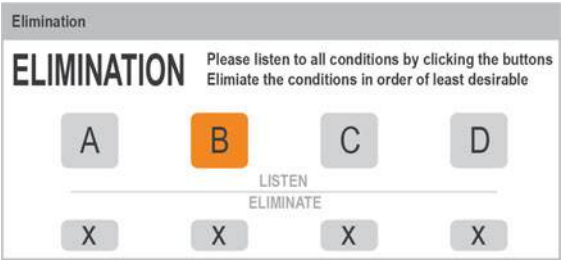 Elimination
ELIMINATION
Please listen to all conditions by clicking the buttons
Elimiate the conditions in order of least desirable
A B C D
LISTEN
ELIMINATE
X X X X